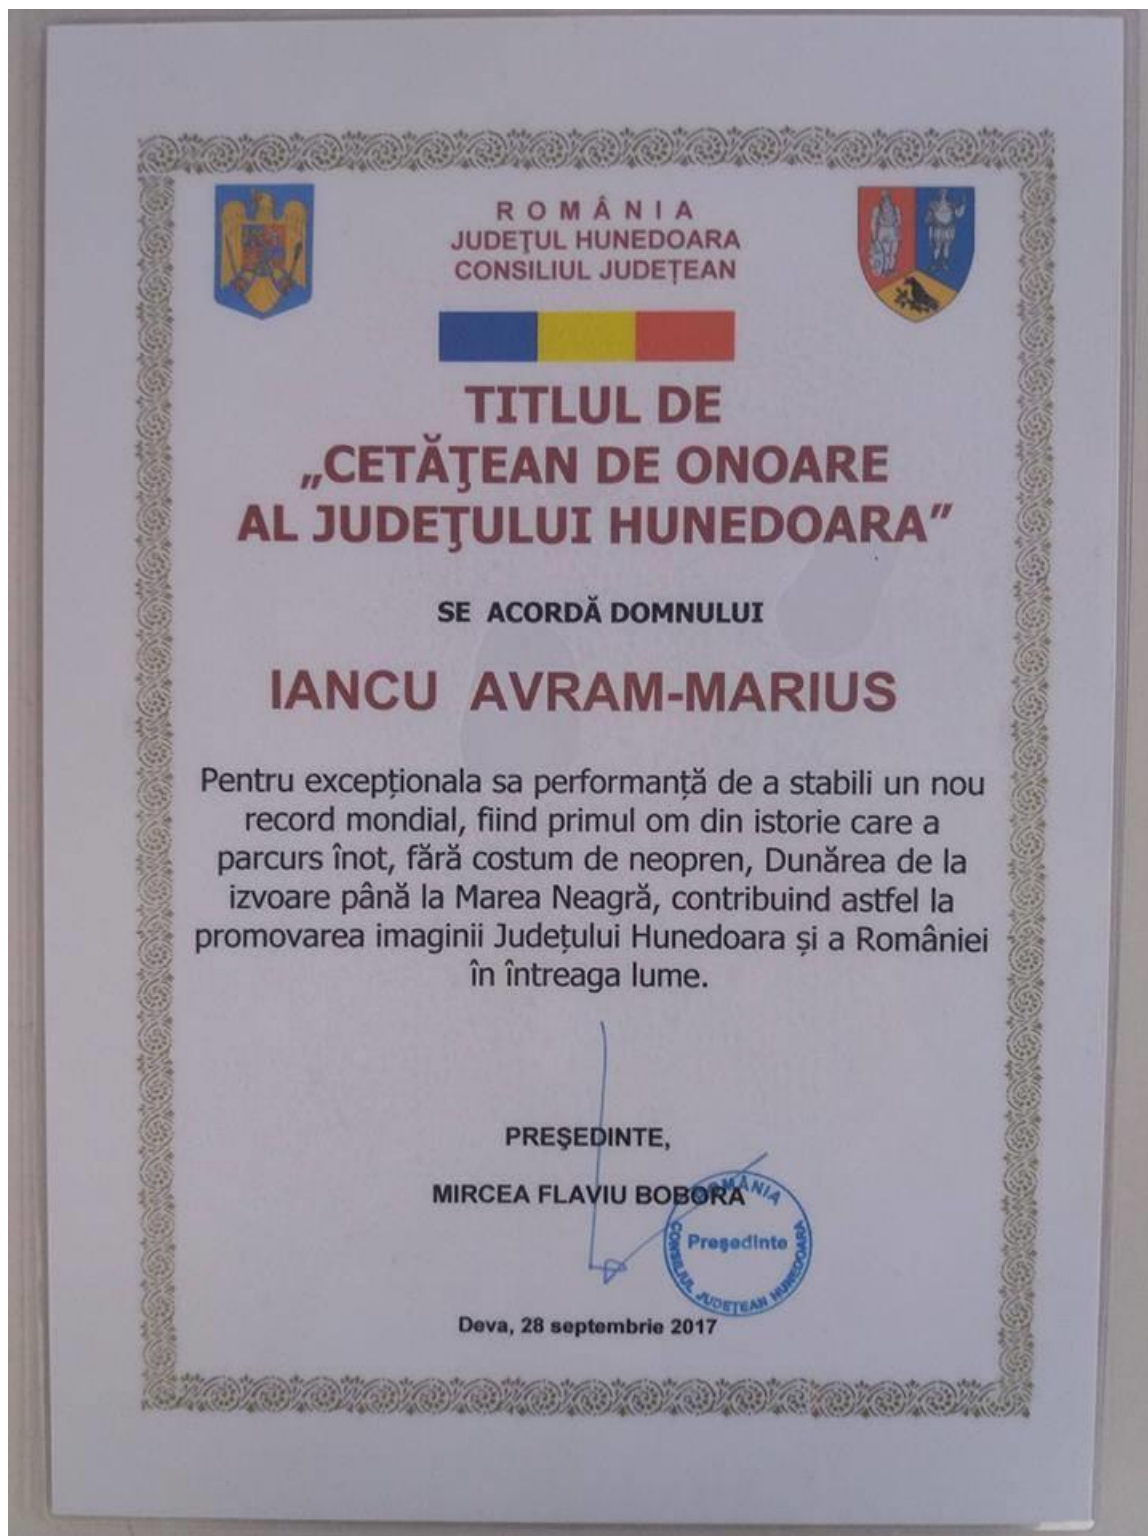 R O M Â N I A
JUDEŢUL HUNEDOARA
CONSILIUL JUDEȚEAN
TITLUL DE
„CETĂŢEAN DE ONOARE
AL JUDEŢULUI HUNEDOARA”
SE ACORDĂ DOMNULUI
IANCU AVRAM-MARIUS
Pentru excepționala sa performanță de a stabili un nou
record mondial, fiind primul om din istorie care a
parcurs înot, fără costum de neopren, Dunărea de la
izvoare până la Marea Neagră, contribuind astfel la
promovarea imaginii Județului Hunedoara și a României
în întreaga lume.
PREŞEDINTE,
MIRCEA FLAVIU BOBORA
ROMÂNIA
Preşedinte
CONSILIUL JUDEŢEAN HUNEDOARA
Deva, 28 septembrie 2017